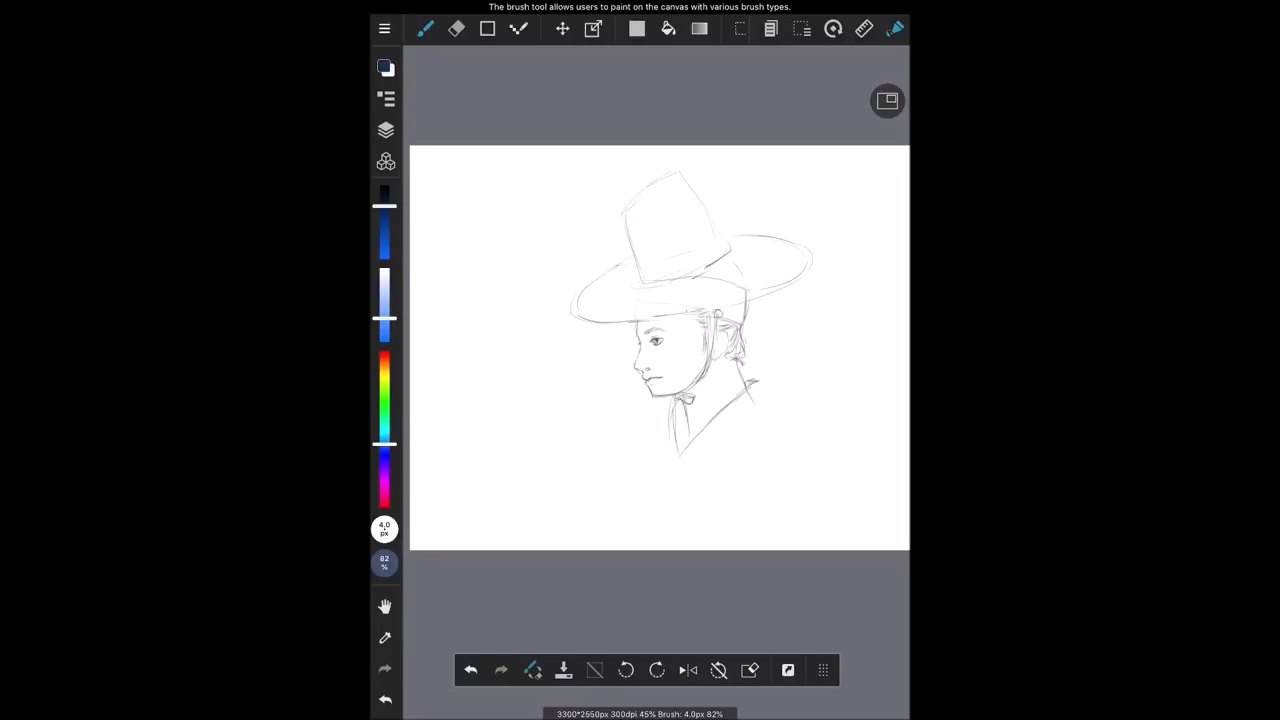 The brush tool allows users to paint on the canvas with various brush types.
4.0
px
82
%
3300*2550px 300dpi 45% Brush: 4.0px 82%